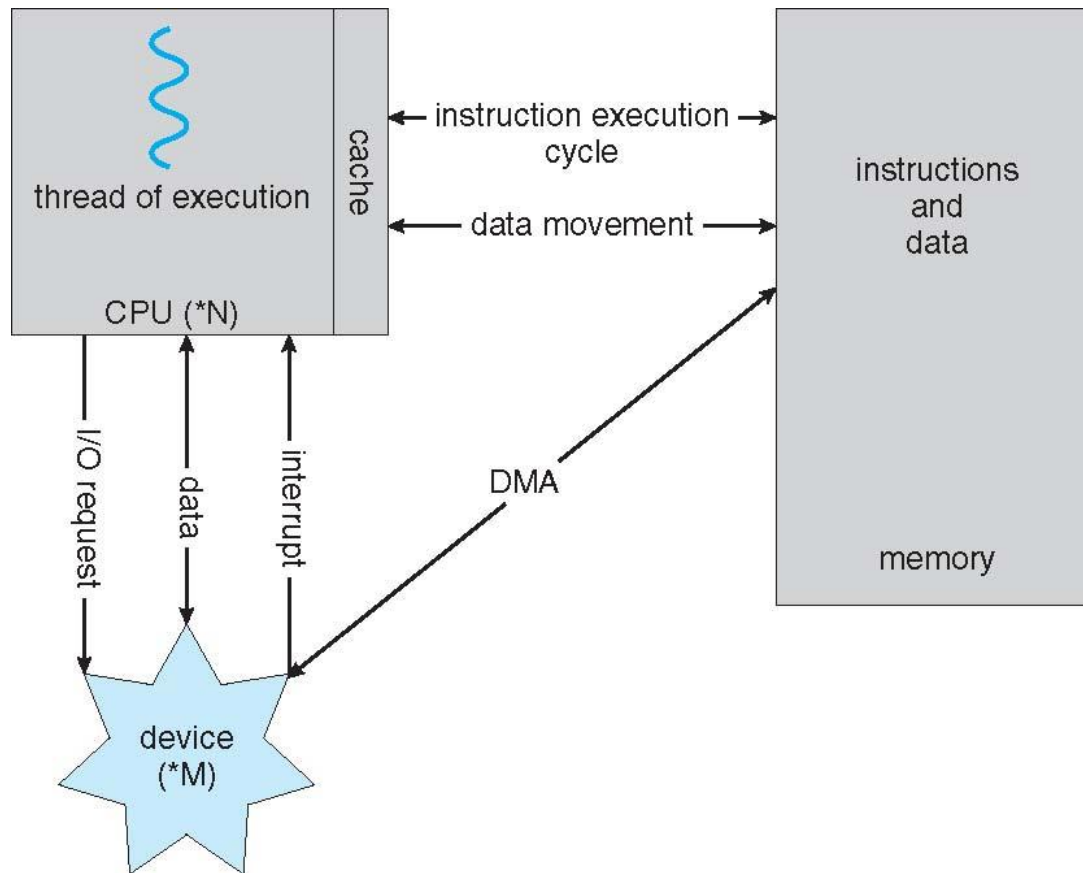 thread of execution
cache
CPU (*N)
instruction execution
cycle
data movement
instructions
and
data
memory
I/O request
data
interrupt
DMA
device
(*M)